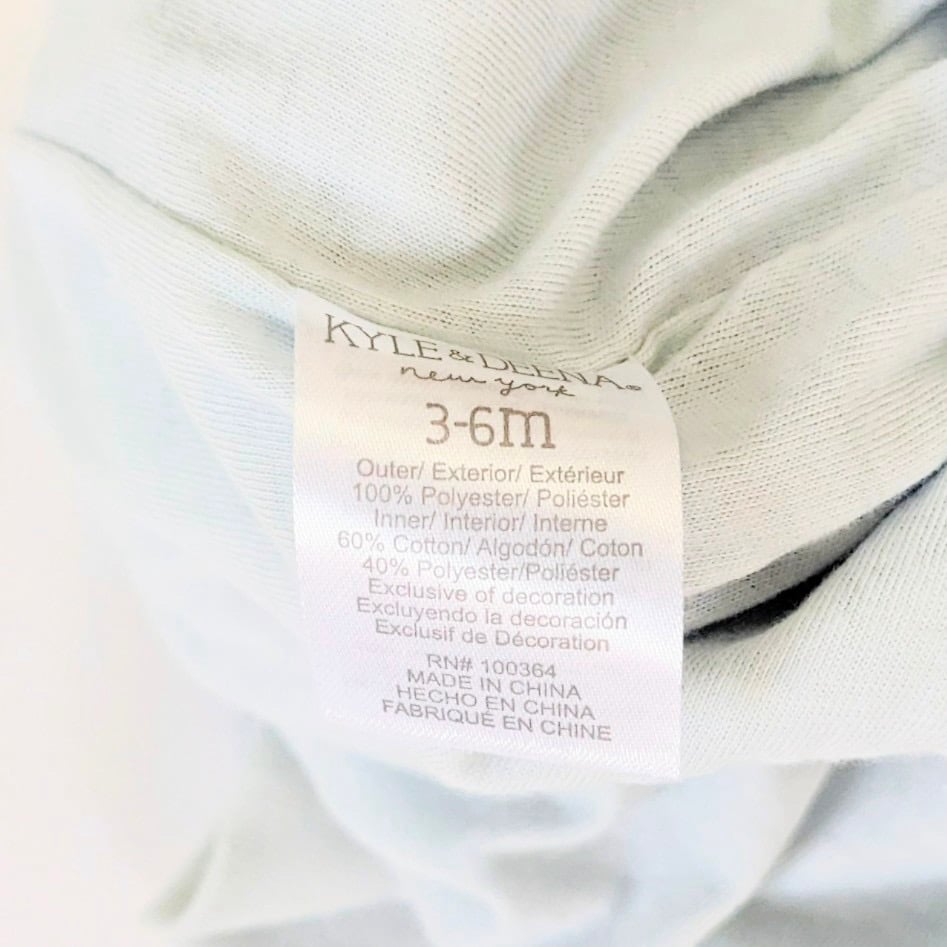 KYLE & DEENA®
new york
3-6m
Outer/ Exterior/ Extérieur
100% Polyester/ Poliéster
Inner/ Interior/ Interne
60% Cotton/ Algodón/ Coton
40% Polyester/Poliéster
Exclusive of decoration
Excluyendo la decoración
Exclusif de Décoration
RN# 100364
MADE IN CHINA
HECHO EN CHINA
FABRIQUÉ EN CHINE